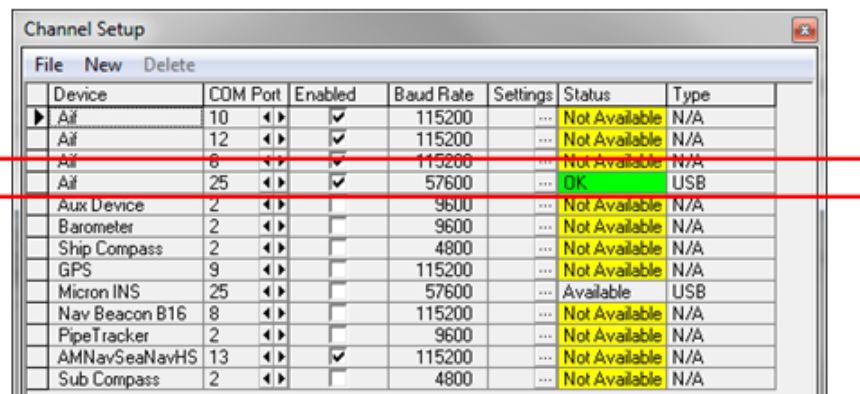 Channel Setup
File New Delete
Device COM Port Enabled Baud Rate Settings Status Type
Aif 10 115200 ... Not Available N/A
Aif 12 115200 ... Not Available N/A
Aif 8 115200 ... Not Available N/A
Aif 25 57600 ... OK USB
Aux Device 2 9600 ... Not Available N/A
Barometer 2 9600 ... Not Available N/A
Ship Compass 2 4800 ... Not Available N/A
GPS 9 115200 ... Not Available N/A
Micron INS 25 57600 ... Available USB
Nav Beacon B16 8 115200 ... Not Available N/A
PipeTracker 2 9600 ... Not Available N/A
AMNavSeaNavHS 13 115200 ... Not Available N/A
Sub Compass 2 4800 ... Not Available N/A